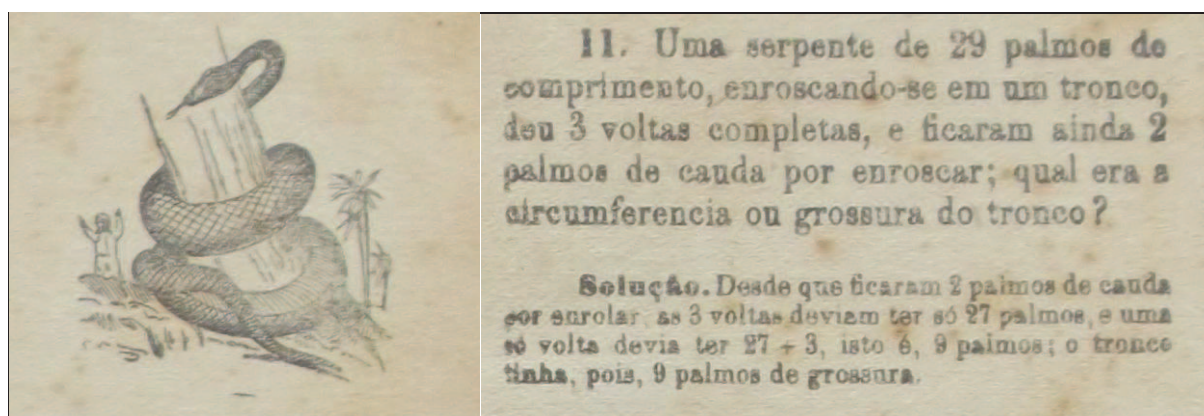 11. Uma serpente de 29 palmos de
comprimento, enroscando-se em um tronco,
deu 3 voltas completas, e ficaram ainda 2
palmos de cauda por enroscar; qual era a
circumferencia ou grossura do tronco?
Solução. Desde que ficaram 2 palmos de cauda
por enrolar as 3 voltas deviam ter só 27 palmos, e uma
só volta devia ter 27 ÷ 3, isto é, 9 palmos; o tronco
tinha, pois, 9 palmos de grossura.